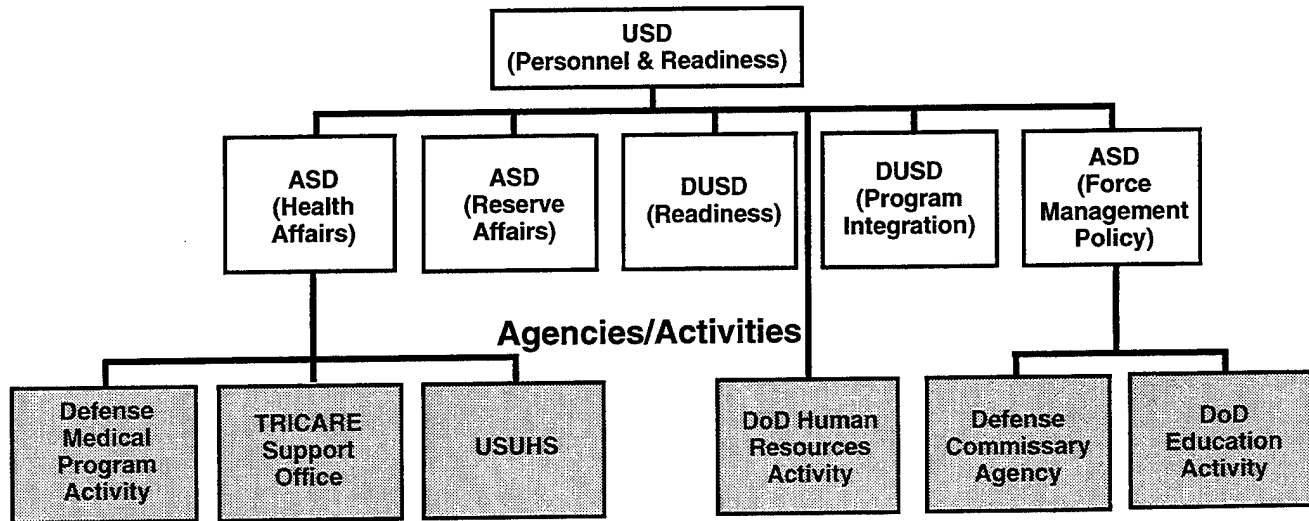 USD
(Personnel & Readiness)
ASD
(Health
Affairs)
ASD
(Reserve
Affairs)
DUSD
(Readiness)
DUSD
(Program
Integration)
ASD
(Force
Management
Policy)
Agencies/Activities
Defense
Medical
Program
Activity
TRICARE
Support
Office
USUHS
DoD Human
Resources
Activity
Defense
Commissary
Agency
DoD
Education
Activity